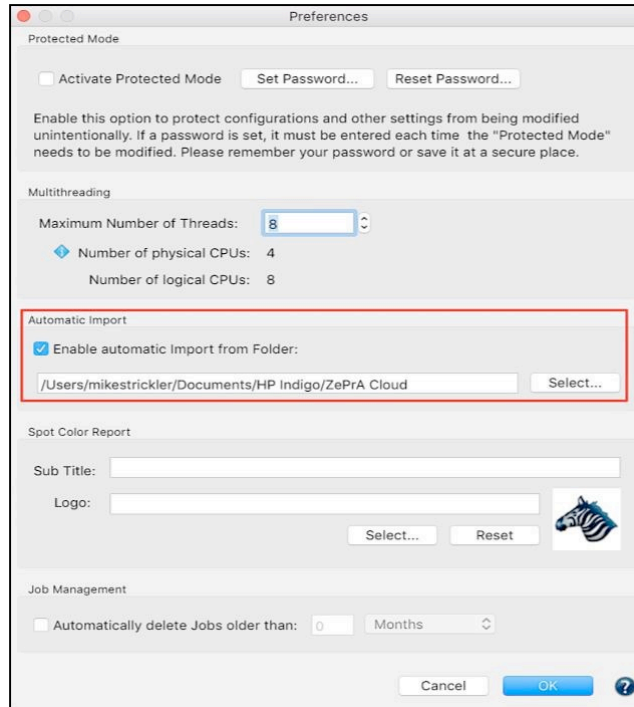 Preferences
Protected Mode
Activate Protected Mode Set Password... Reset Password...
Enable this option to protect configurations and other settings from being modified
unintentionally. If a password is set, it must be entered each time the "Protected Mode"
needs to be modified. Please remember your password or save it at a secure place.
Multithreading
Maximum Number of Threads: 8
Number of physical CPUs: 4
Number of logical CPUs: 8
Automatic Import
Enable automatic Import from Folder:
/Users/mikestrickler/Documents/HP Indigo/ZePrA Cloud Select...
Spot Color Report
Sub Title:
Logo:
Select... Reset
Job Management
Automatically delete Jobs older than: 0 Months
Cancel OK ?